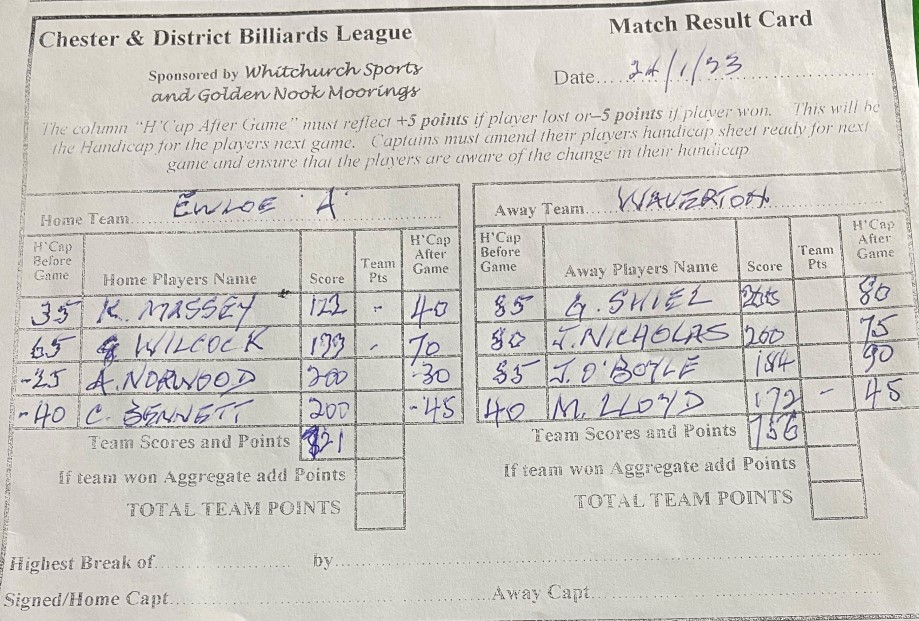 Chester & District Billiards League
Match Result Card
Sponsored by Whitchurch Sports
and Golden Nook Moorings
Date....
The column "H'Cap After Game" must reflect +5 points if player lost or –5 points if player won. This will be
the Handicap for the players next game. Captains must amend their players handicap sheet ready for next
game and ensure that the players are aware of the change in their handicap
Home Team.... EWLOE 'A'
H'Cap Before Game Home Players Name Score Team Pts H'Cap After Game
35 K. MASSEY 40
65 WILCOCK 70
-25 A. NORWOOD 200 -30
-40 C. BENNETT 200 -45
Team Scores and Points
If team won Aggregate add Points
TOTAL TEAM POINTS
Away Team.... WAVERTON
H'Cap Before Game Away Players Name Score Team Pts H'Cap After Game
85 G. SHIEL 80
80 J. NICHOLAS 200 75
85 J. O'BOYLE 184 90
40 M. LLOYD 172 - 45
Team Scores and Points 756
If team won Aggregate add Points
TOTAL TEAM POINTS
Highest Break of.... by....
Signed/Home Capt.... Away Capt....